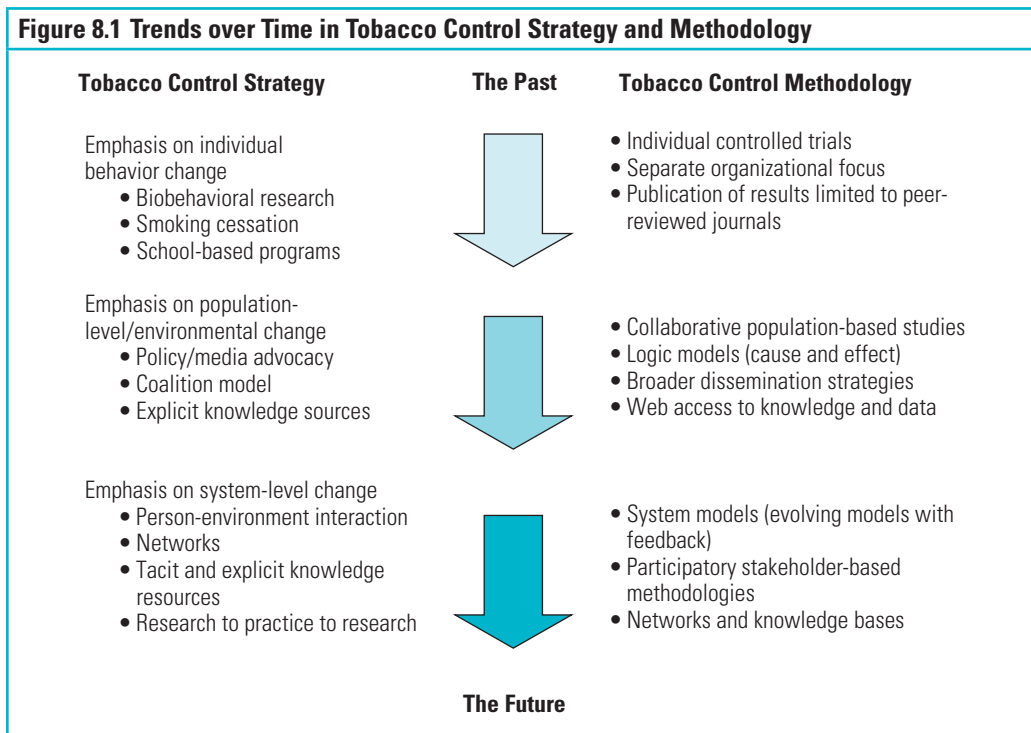 Figure 8.1 Trends over Time in Tobacco Control Strategy and Methodology
Tobacco Control Strategy
The Past
Tobacco Control Methodology
Emphasis on individual
behavior change
• Biobehavioral research
• Smoking cessation
• School-based programs
• Individual controlled trials
• Separate organizational focus
• Publication of results limited to peer-
reviewed journals
Emphasis on population-
level/environmental change
• Policy/media advocacy
• Coalition model
• Explicit knowledge sources
• Collaborative population-based studies
• Logic models (cause and effect)
• Broader dissemination strategies
• Web access to knowledge and data
Emphasis on system-level change
• Person-environment interaction
• Networks
• Tacit and explicit knowledge
resources
• Research to practice to research
• System models (evolving models with
feedback)
• Participatory stakeholder-based
methodologies
• Networks and knowledge bases
The Future